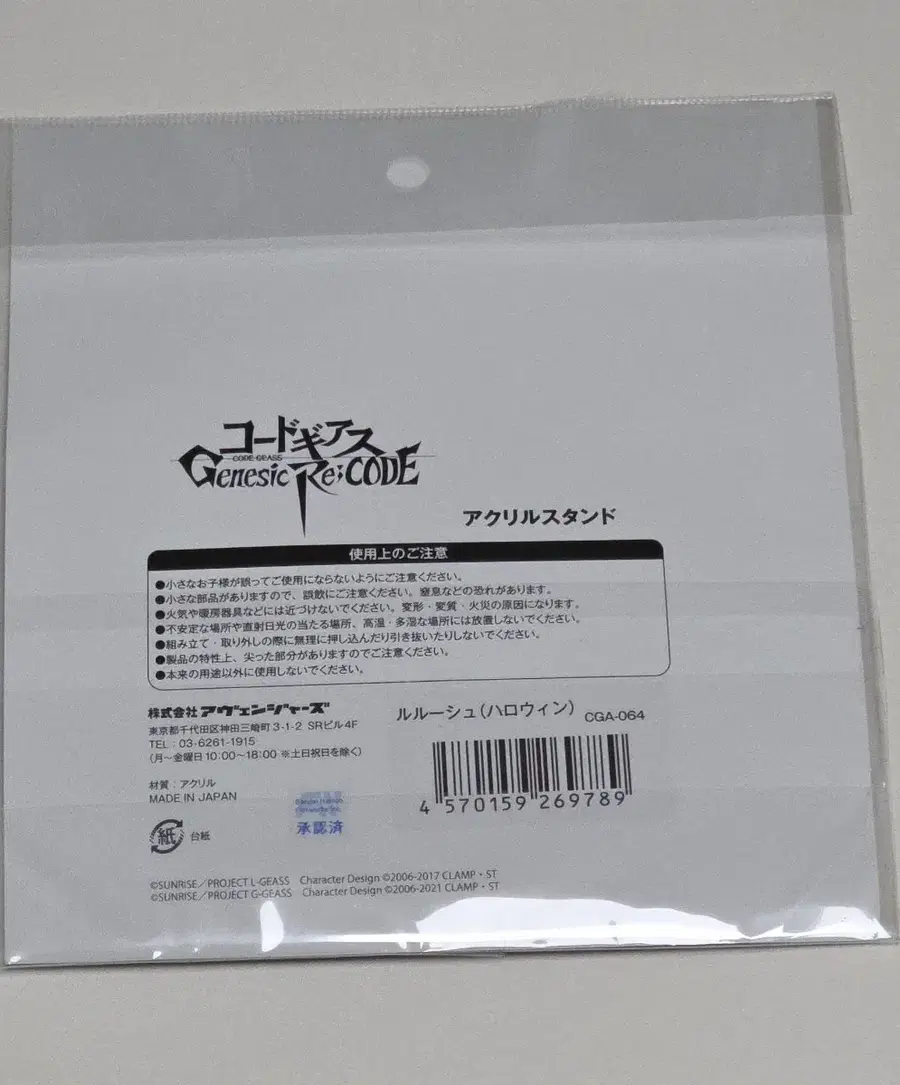 コードギアス
CODE GEASS
Genesic Re;CODE
アクリルスタンド
使用上のご注意
●小さなお子様が誤ってご使用にならないようにご注意ください。
●小さな部品がありますので、誤飲にご注意ください。窒息などの恐れがあります。
●火気や暖房器具などには近づけないでください。変形・変質・火災の原因になります。
●不安定な場所や直射日光の当たる場所、高温・多湿な場所には放置しないでください。
●組み立て・取り外しの際に無理に押し込んだり引き抜いたりしないでください。
●製品の特性上、尖った部分がありますのでご注意ください。
●本来の用途以外に使用しないでください。
株式会社アヴェンジャーズ
東京都千代田区神田三崎町3-1-2 SRビル4F
TEL : 03-6261-1915
(月〜金曜日10:00〜18:00 ※土日祝日を除く)
材質：アクリル
MADE IN JAPAN
紙 台紙
Bandai Namco
Filmworks Inc.
承認済
ルルーシュ(ハロウィン) CGA-064
4 570159 269789
©SUNRISE／PROJECT L-GEASS Character Design ©2006-2017 CLAMP・ST
©SUNRISE／PROJECT G-GEASS Character Design ©2006-2021 CLAMP・ST